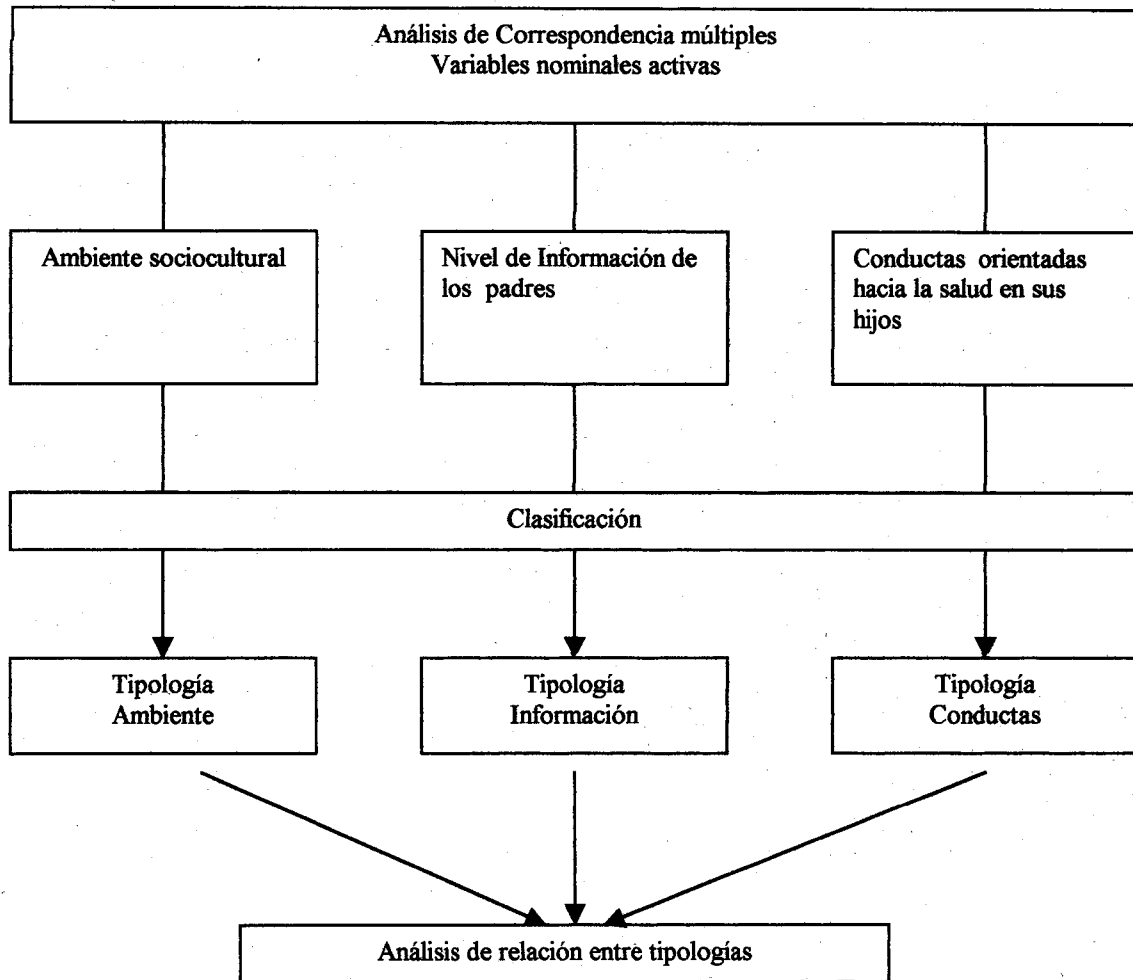 Análisis de Correspondencia múltiples
Variables nominales activas
Ambiente sociocultural
Nivel de Información de
los padres
Conductas orientadas
hacia la salud en sus
hijos
Clasificación
Tipología
Ambiente
Tipología
Información
Tipología
Conductas
Análisis de relación entre tipologías